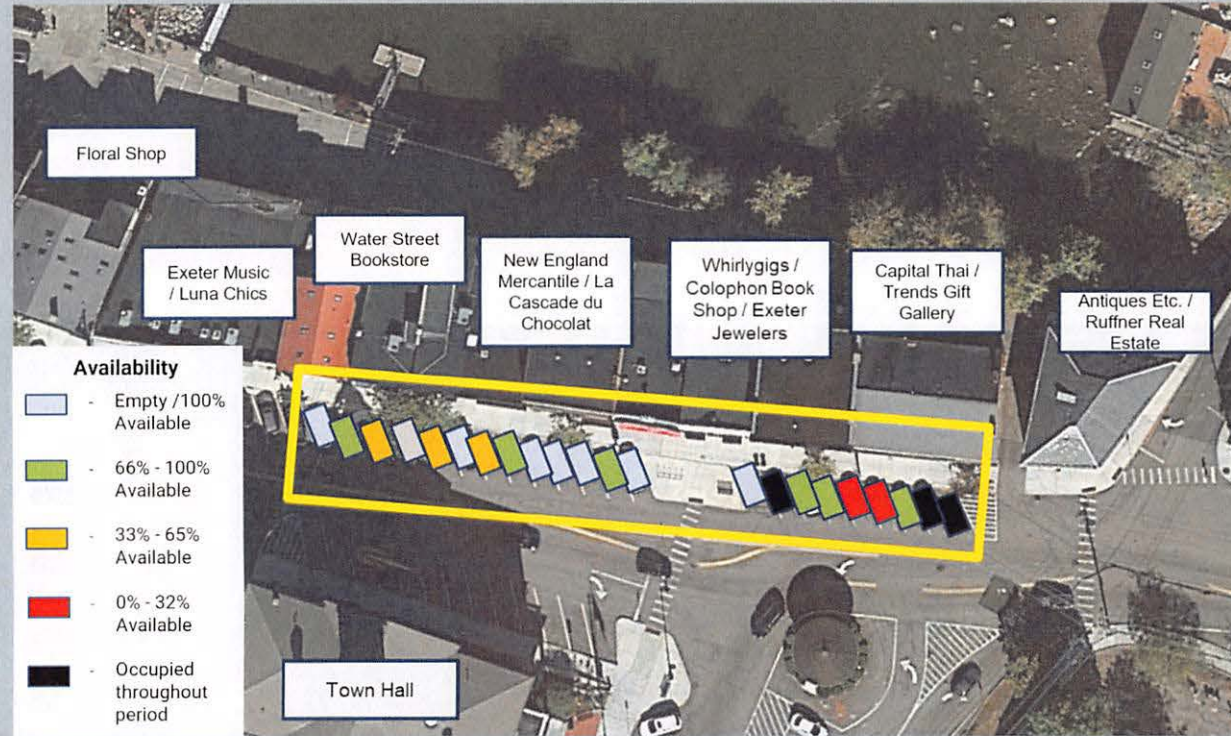 Floral Shop
Exeter Music
/ Luna Chics
Water Street
Bookstore
New England
Mercantile / La
Cascade du
Chocolat
Whirlygigs /
Colophon Book
Shop / Exeter
Jewelers
Capital Thai /
Trends Gift
Gallery
Antiques Etc. /
Ruffner Real
Estate
Availability
- Empty /100%
Available
- 66% - 100%
Available
- 33% - 65%
Available
- 0% - 32%
Available
- Occupied
throughout
period
Town Hall